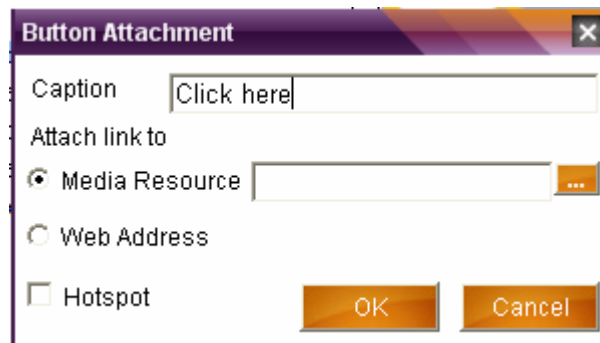 Button Attachment
Caption Click here
Attach link to
Media Resource ...
Web Address
Hotspot OK Cancel